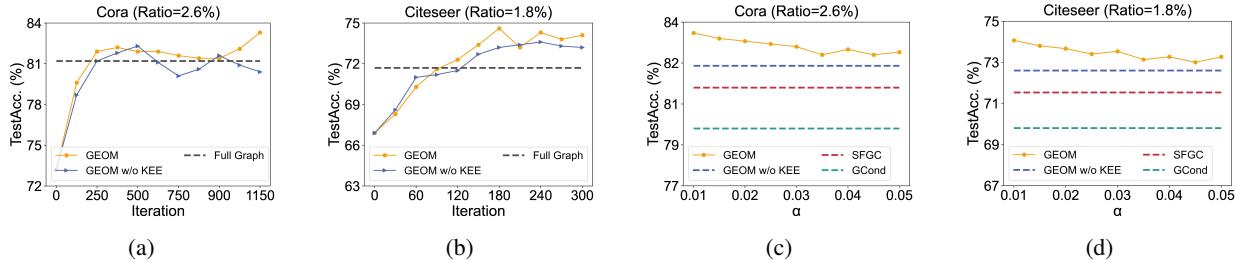 Cora (Ratio=2.6%)
TestAcc. (%)
84
81
78
75
72
GEOM
GEOM w/o KEE
Full Graph
0 250 500 750 900 1150
Iteration
(a)
Citeseer (Ratio=1.8%)
TestAcc. (%)
75
72
69
66
63
GEOM
GEOM w/o KEE
Full Graph
0 60 120 180 240 300
Iteration
(b)
Cora (Ratio=2.6%)
TestAcc. (%)
84
82
79
77
GEOM
GEOM w/o KEE
SFGC
GCond
0.01 0.02 0.03 0.04 0.05
α
(c)
Citeseer (Ratio=1.8%)
TestAcc. (%)
75
73
71
69
67
GEOM
GEOM w/o KEE
SFGC
GCond
0.01 0.02 0.03 0.04 0.05
α
(d)